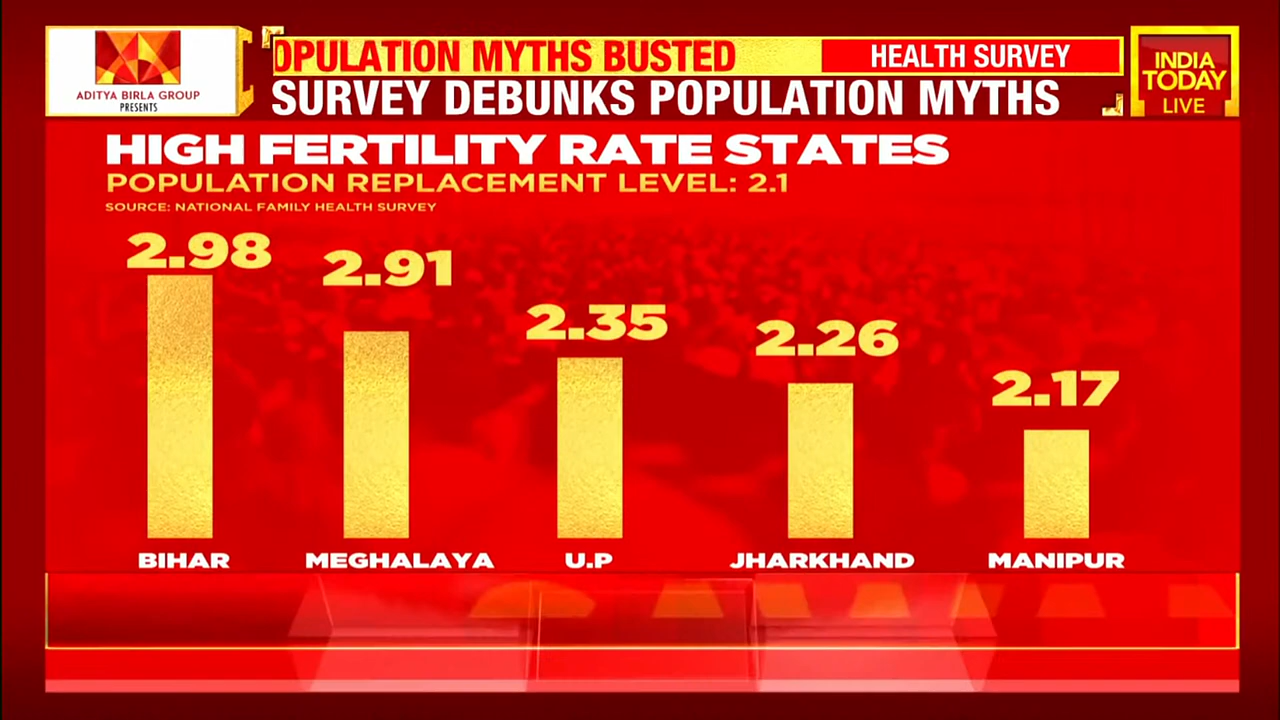 ADITYA BIRLA GROUP
PRESENTS
OPULATION MYTHS BUSTED
HEALTH SURVEY
SURVEY DEBUNKS POPULATION MYTHS
INDIA
TODAY
LIVE
HIGH FERTILITY RATE STATES
POPULATION REPLACEMENT LEVEL: 2.1
SOURCE: NATIONAL FAMILY HEALTH SURVEY
2.98
2.91
2.35
2.26
2.17
BIHAR
MEGHALAYA
U.P
JHARKHAND
MANIPUR